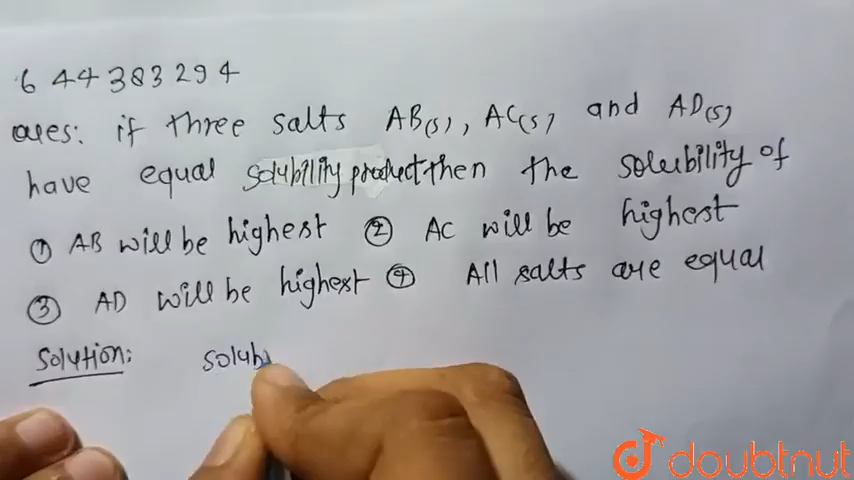 6 44383294
ques: if three salts AB(s), AC(s), and AD(s)
have equal solubility product then the solubility of
① AB will be highest ② AC will be highest
③ AD will be highest ④ All salts are equal
Solution: solub
doubtnut